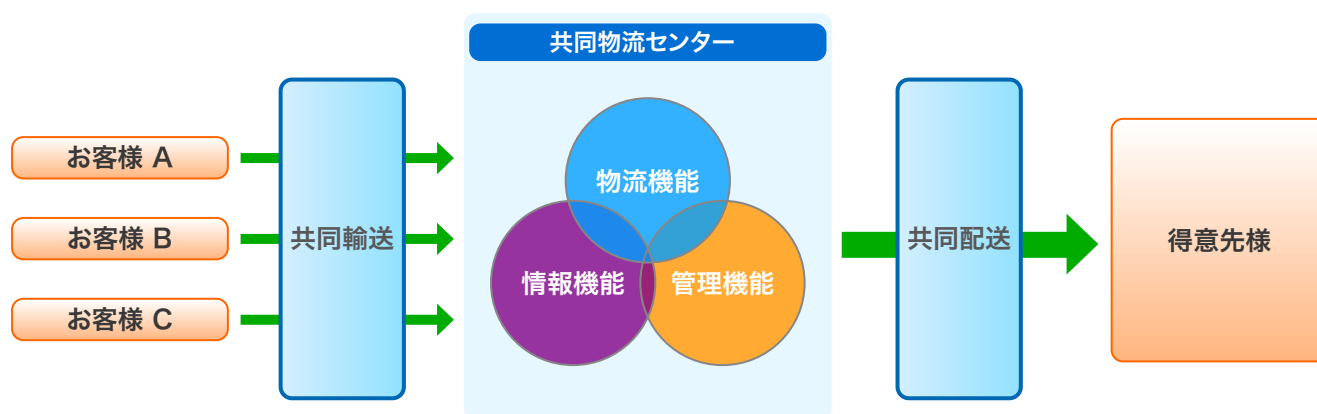 共同物流センター
お客様 A
お客様 B
お客様 C
共同輸送
物流機能
情報機能
管理機能
共同配送
得意先様